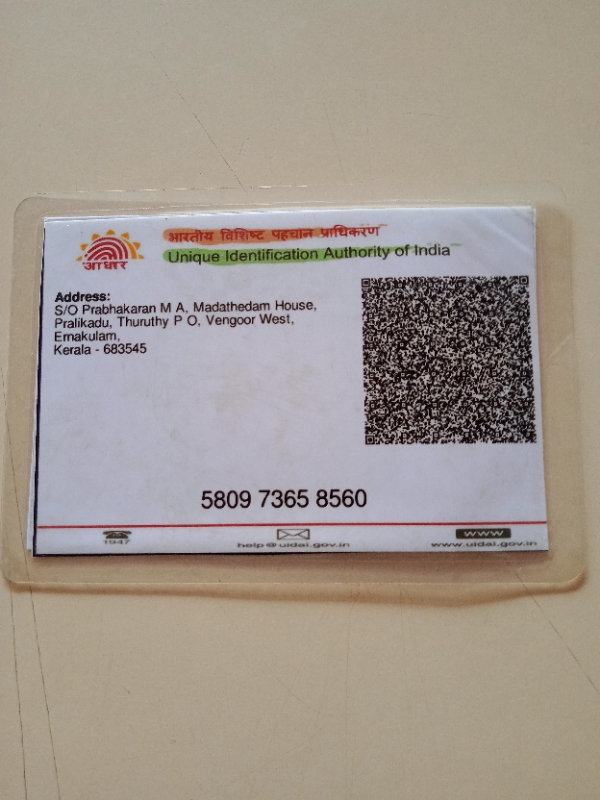 भारतीय विशिष्ट पहचान प्राधिकरण
Unique Identification Authority of India
आधार
Address:
S/O Prabhakaran M A, Madathedam House,
Pralikadu, Thuruthy P O, Vengoor West,
Ernakulam,
Kerala - 683545
5809 7365 8560
1947
help@uidai.gov.in
www
www.uidai.gov.in